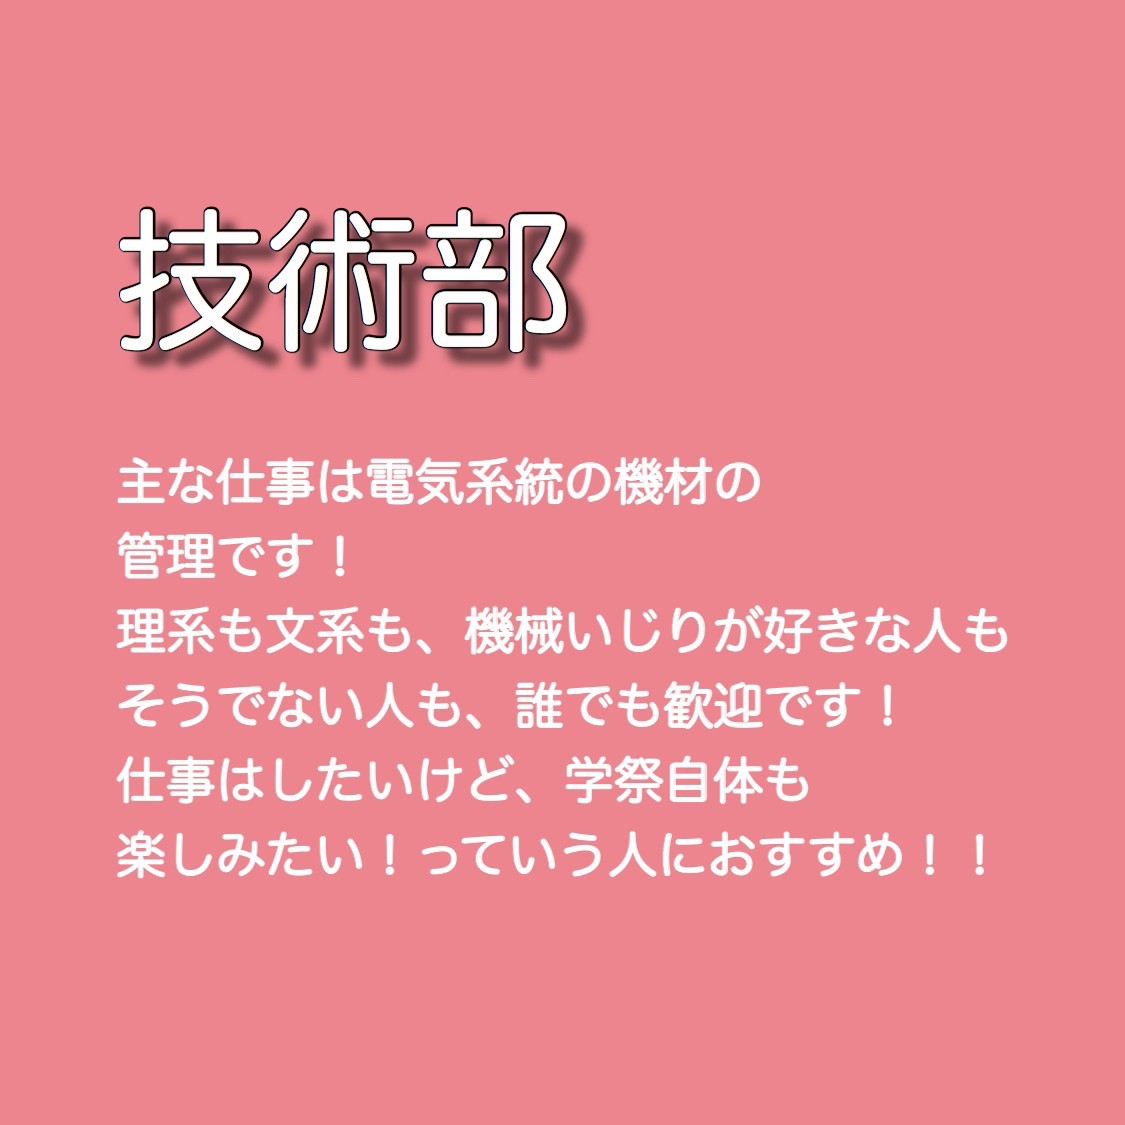 技術部
主な仕事は電気系統の機材の
管理です！
理系も文系も、機械いじりが好きな人も
そうでない人も、誰でも歓迎です！
仕事はしたいけど、学祭自体も
楽しみたい！っていう人におすすめ！！